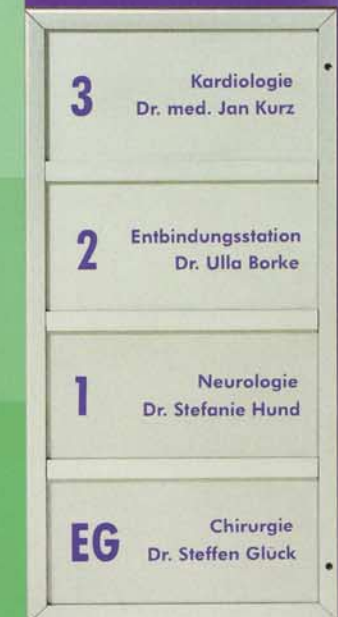 3
Kardiologie
Dr. med. Jan Kurz
2
Entbindungsstation
Dr. Ulla Borke
1
Neurologie
Dr. Stefanie Hund
EG
Chirurgie
Dr. Steffen Glück